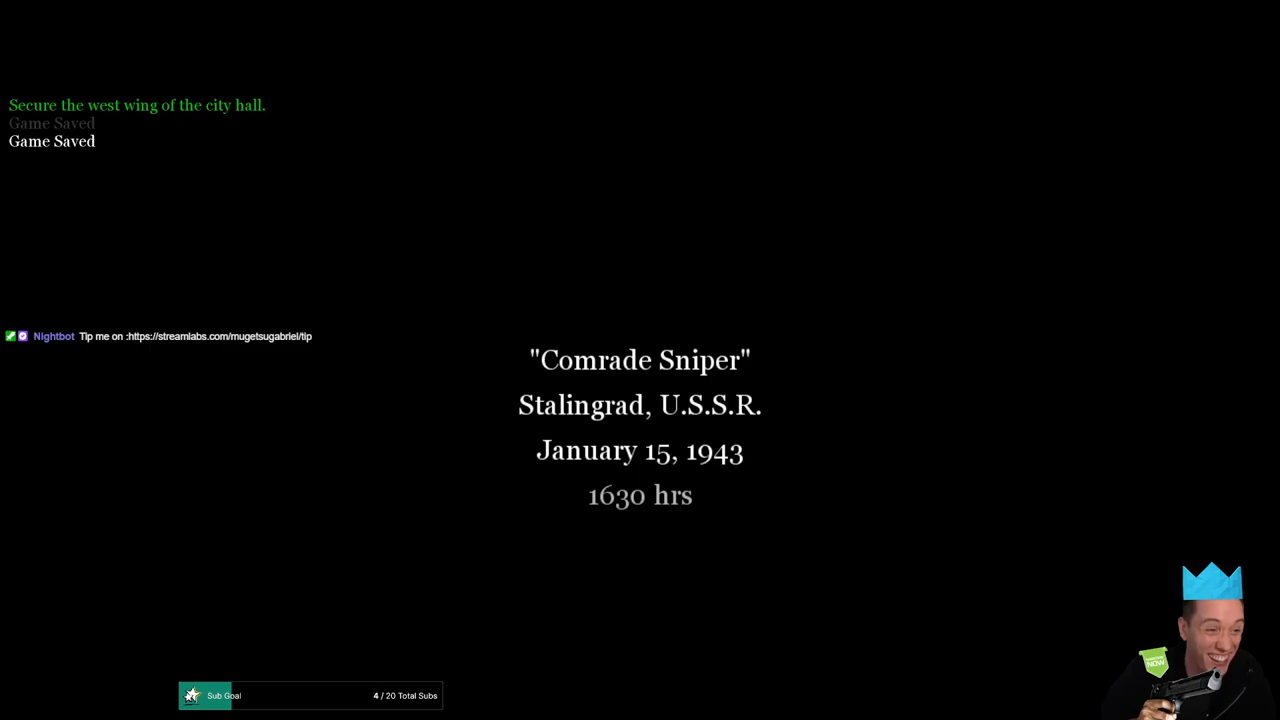 Secure the west wing of the city hall.
Game Saved
Game Saved
Nightbot Tip me on :https://streamlabs.com/mugetsugabriel/tip
"Comrade Sniper"
Stalingrad, U.S.S.R.
January 15, 1943
1630 hrs
NOW
Sub Goal 4 / 20 Total Subs